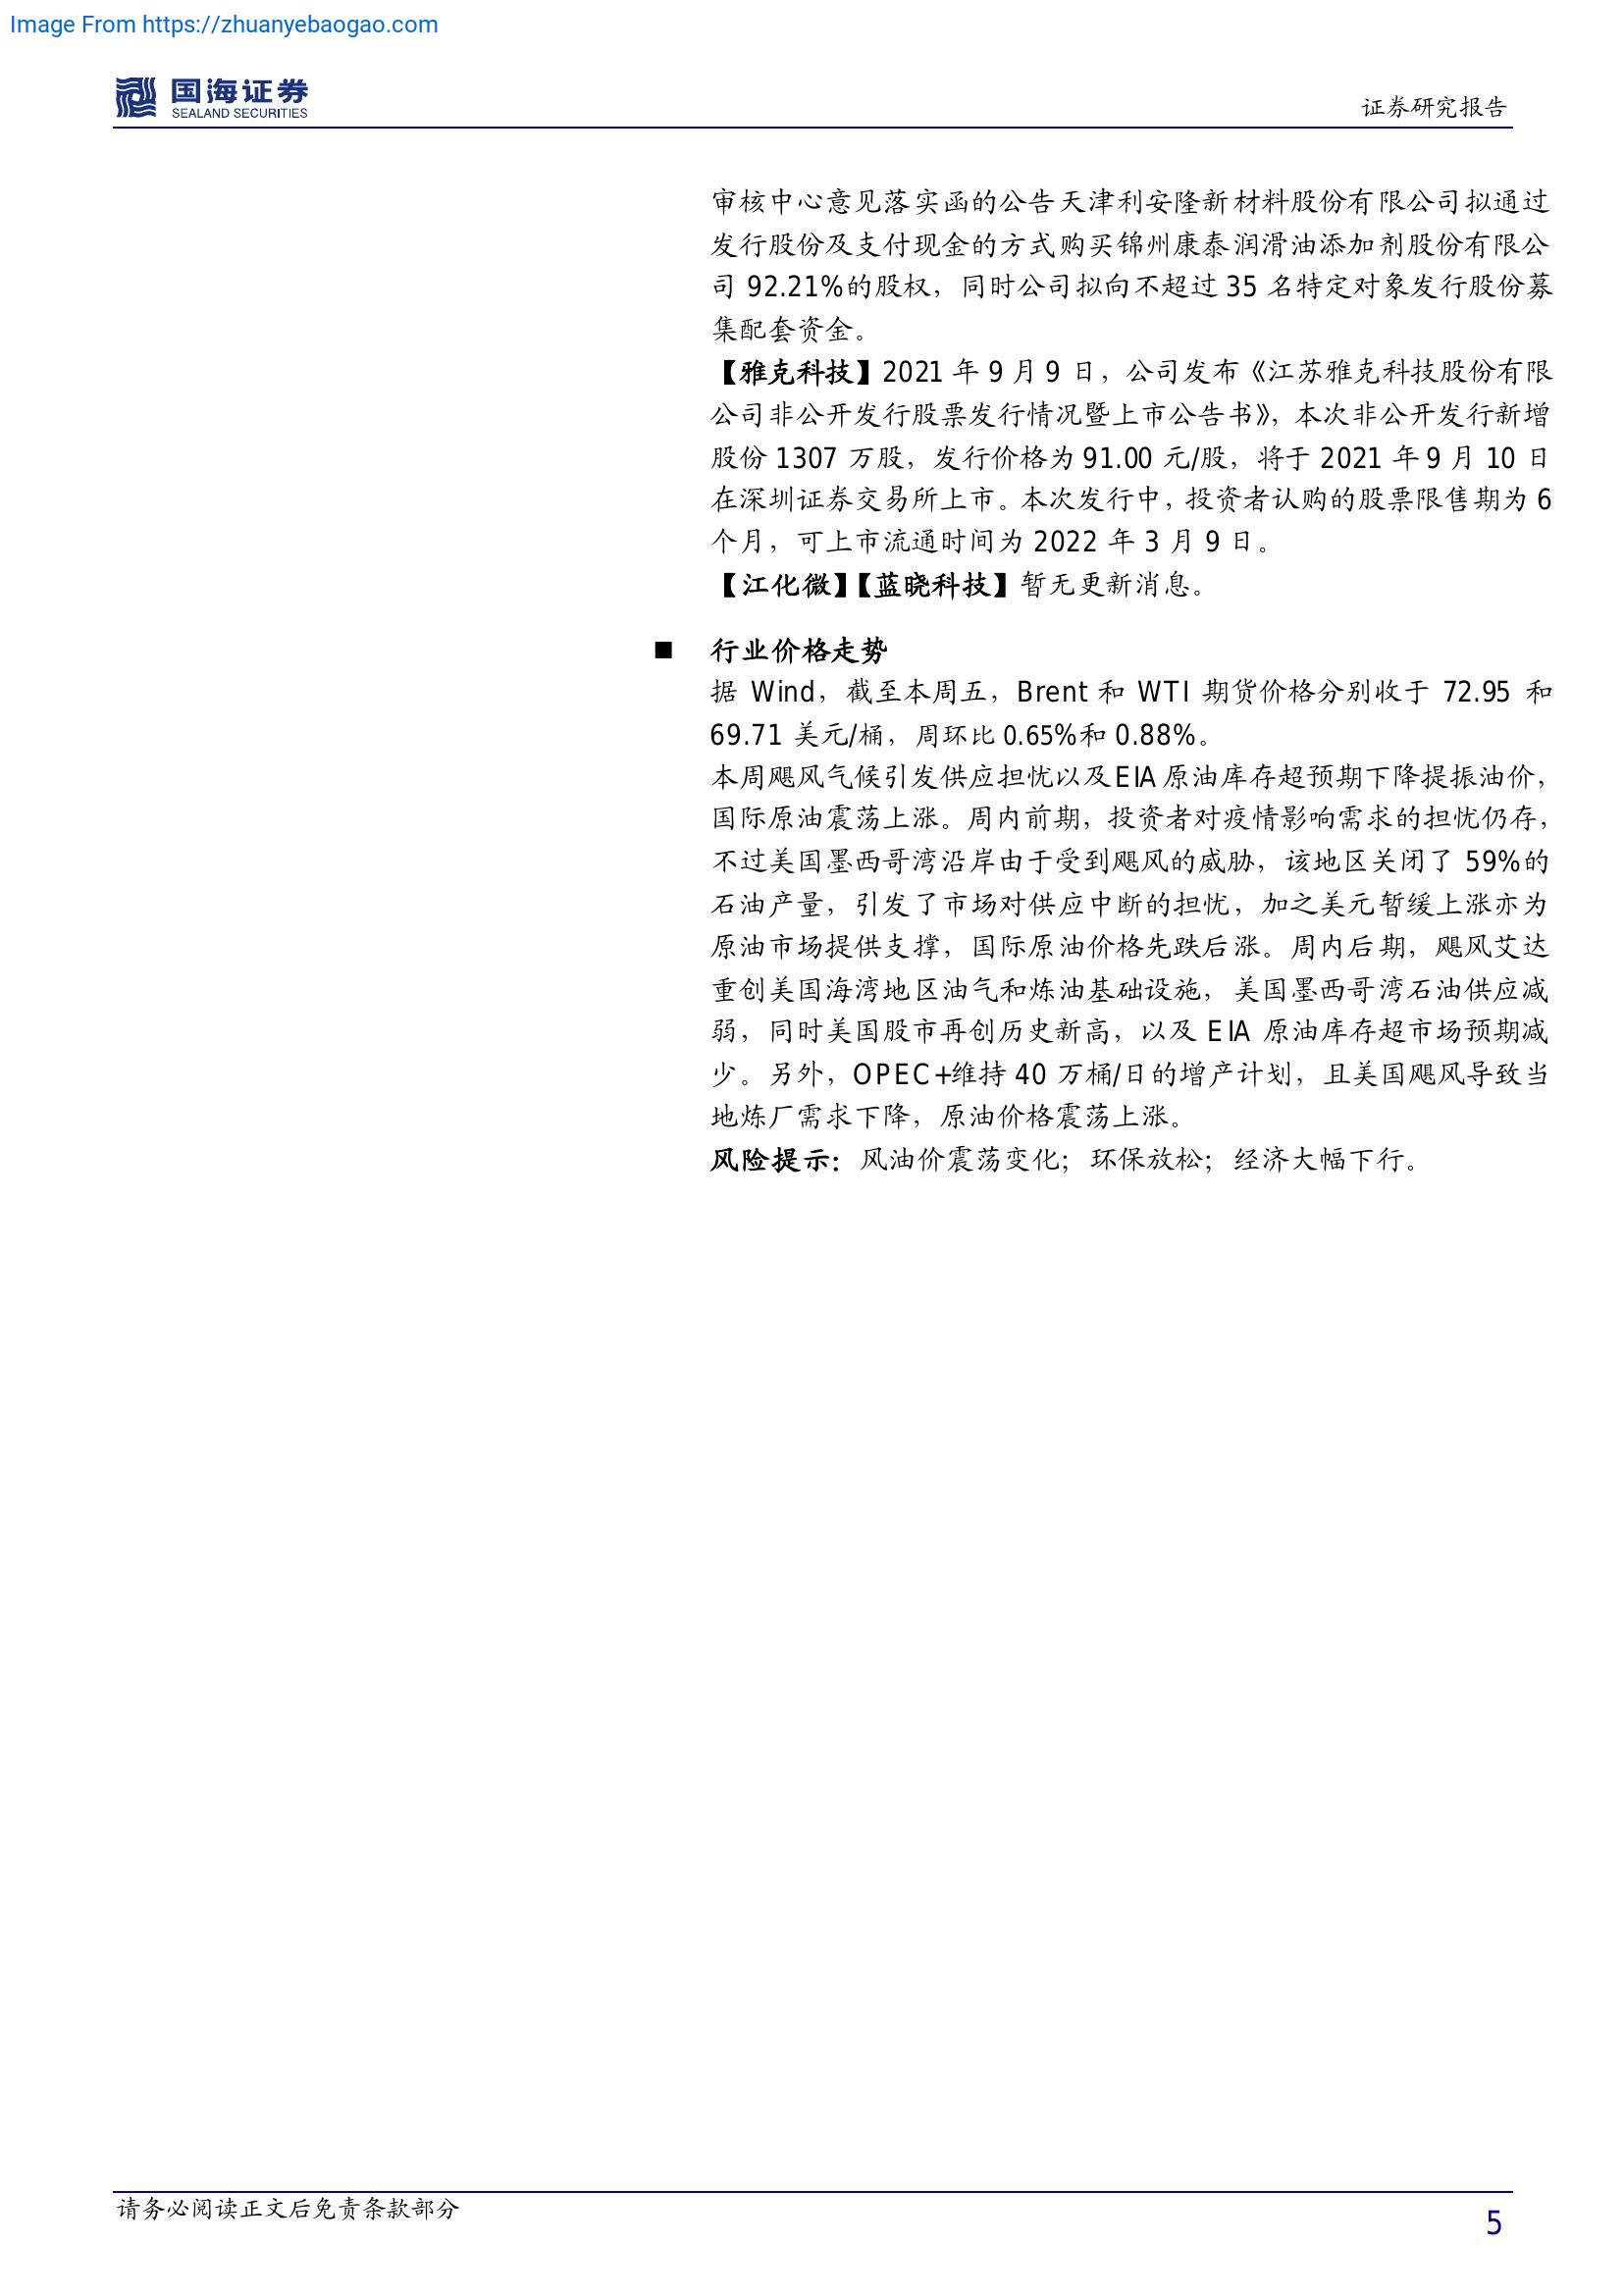 Image From https://zhuanyebaogao.com
国海证券
SEALAND SECURITIES
证券研究报告
审核中心意见落实函的公告天津利安隆新材料股份有限公司拟通过
发行股份及支付现金的方式购买锦州康泰润滑油添加剂股份有限公
司 92.21%的股权，同时公司拟向不超过 35 名特定对象发行股份募
集配套资金。
【雅克科技】2021 年 9 月 9 日，公司发布《江苏雅克科技股份有限
公司非公开发行股票发行情况暨上市公告书》，本次非公开发行新增
股份 1307 万股，发行价格为 91.00 元/股，将于 2021 年 9 月 10 日
在深圳证券交易所上市。本次发行中，投资者认购的股票限售期为 6
个月，可上市流通时间为 2022 年 3 月 9 日。
【江化微】【蓝晓科技】暂无更新消息。
■ 行业价格走势
据 Wind，截至本周五，Brent 和 WTI 期货价格分别收于 72.95 和
69.71 美元/桶，周环比 0.65%和 0.88%。
本周飓风气候引发供应担忧以及 EIA 原油库存超预期下降提振油价，
国际原油震荡上涨。周内前期，投资者对疫情影响需求的担忧仍存，
不过美国墨西哥湾沿岸由于受到飓风的威胁，该地区关闭了 59%的
石油产量，引发了市场对供应中断的担忧，加之美元暂缓上涨亦为
原油市场提供支撑，国际原油价格先跌后涨。周内后期，飓风艾达
重创美国海湾地区油气和炼油基础设施，美国墨西哥湾石油供应减
弱，同时美国股市再创历史新高，以及 EIA 原油库存超市场预期减
少。另外，OPEC+维持 40 万桶/日的增产计划，且美国飓风导致当
地炼厂需求下降，原油价格震荡上涨。
风险提示：风油价震荡变化；环保放松；经济大幅下行。
请务必阅读正文后免责条款部分
5